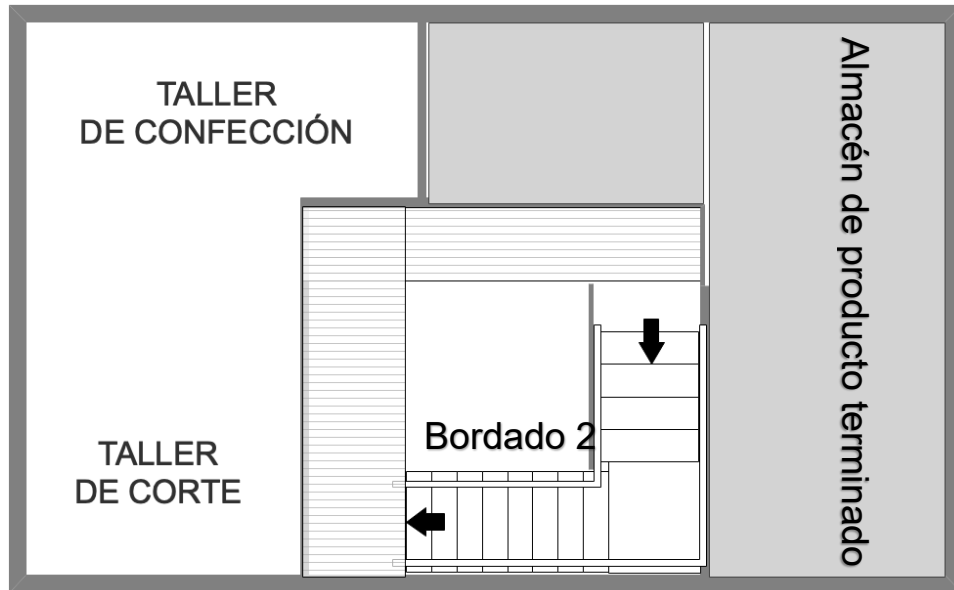 TALLER
DE CONFECCIÓN
TALLER
DE CORTE
Bordado 2
Almacén de producto terminado